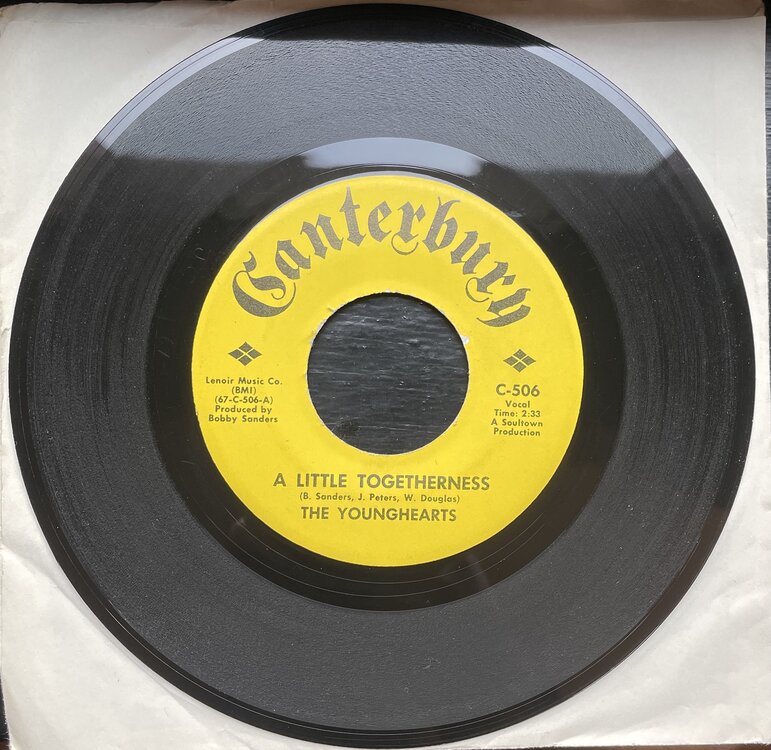 Canterbury
Lenoir Music Co.
(BMI)
(67-C-506-A)
Produced by
Bobby Sanders
C-506
Vocal
Time: 2:33
A Soultown
Production
A LITTLE TOGETHERNESS
(B. Sanders, J. Peters, W. Douglas)
THE YOUNGHEARTS